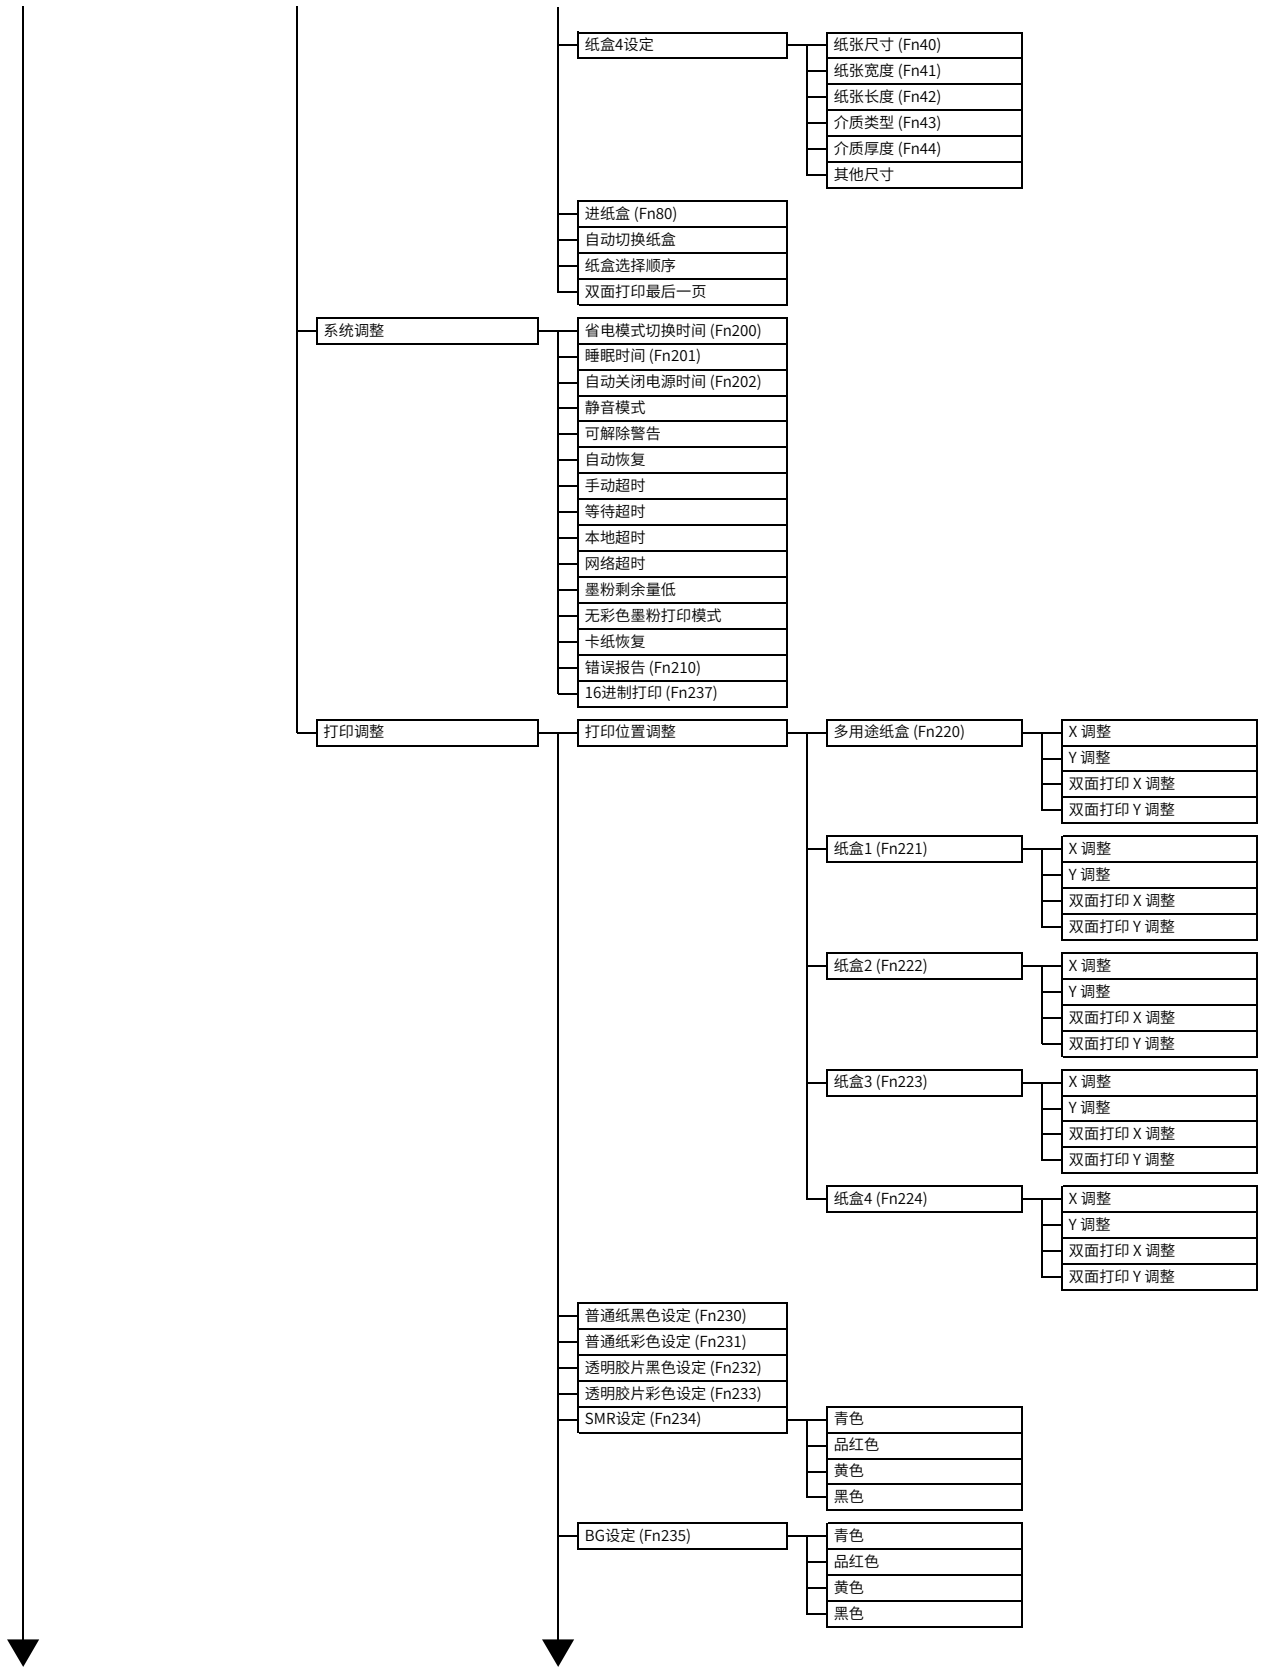 纸盒4设定
纸张尺寸 (Fn40)
纸张宽度 (Fn41)
纸张长度 (Fn42)
介质类型 (Fn43)
介质厚度 (Fn44)
其他尺寸
进纸盒 (Fn80)
自动切换纸盒
纸盒选择顺序
双面打印最后一页
系统调整
省电模式切换时间 (Fn200)
睡眠时间 (Fn201)
自动关闭电源时间 (Fn202)
静音模式
可解除警告
自动恢复
手动超时
等待超时
本地超时
网络超时
墨粉剩余量低
无彩色墨粉打印模式
卡纸恢复
错误报告 (Fn210)
16进制打印 (Fn237)
打印调整
打印位置调整
多用途纸盒 (Fn220)
X 调整
Y 调整
双面打印 X 调整
双面打印 Y 调整
纸盒1 (Fn221)
X 调整
Y 调整
双面打印 X 调整
双面打印 Y 调整
纸盒2 (Fn222)
X 调整
Y 调整
双面打印 X 调整
双面打印 Y 调整
纸盒3 (Fn223)
X 调整
Y 调整
双面打印 X 调整
双面打印 Y 调整
纸盒4 (Fn224)
X 调整
Y 调整
双面打印 X 调整
双面打印 Y 调整
普通纸黑色设定 (Fn230)
普通纸彩色设定 (Fn231)
透明胶片黑色设定 (Fn232)
透明胶片彩色设定 (Fn233)
SMR设定 (Fn234)
青色
品红色
黄色
黑色
BG设定 (Fn235)
青色
品红色
黄色
黑色